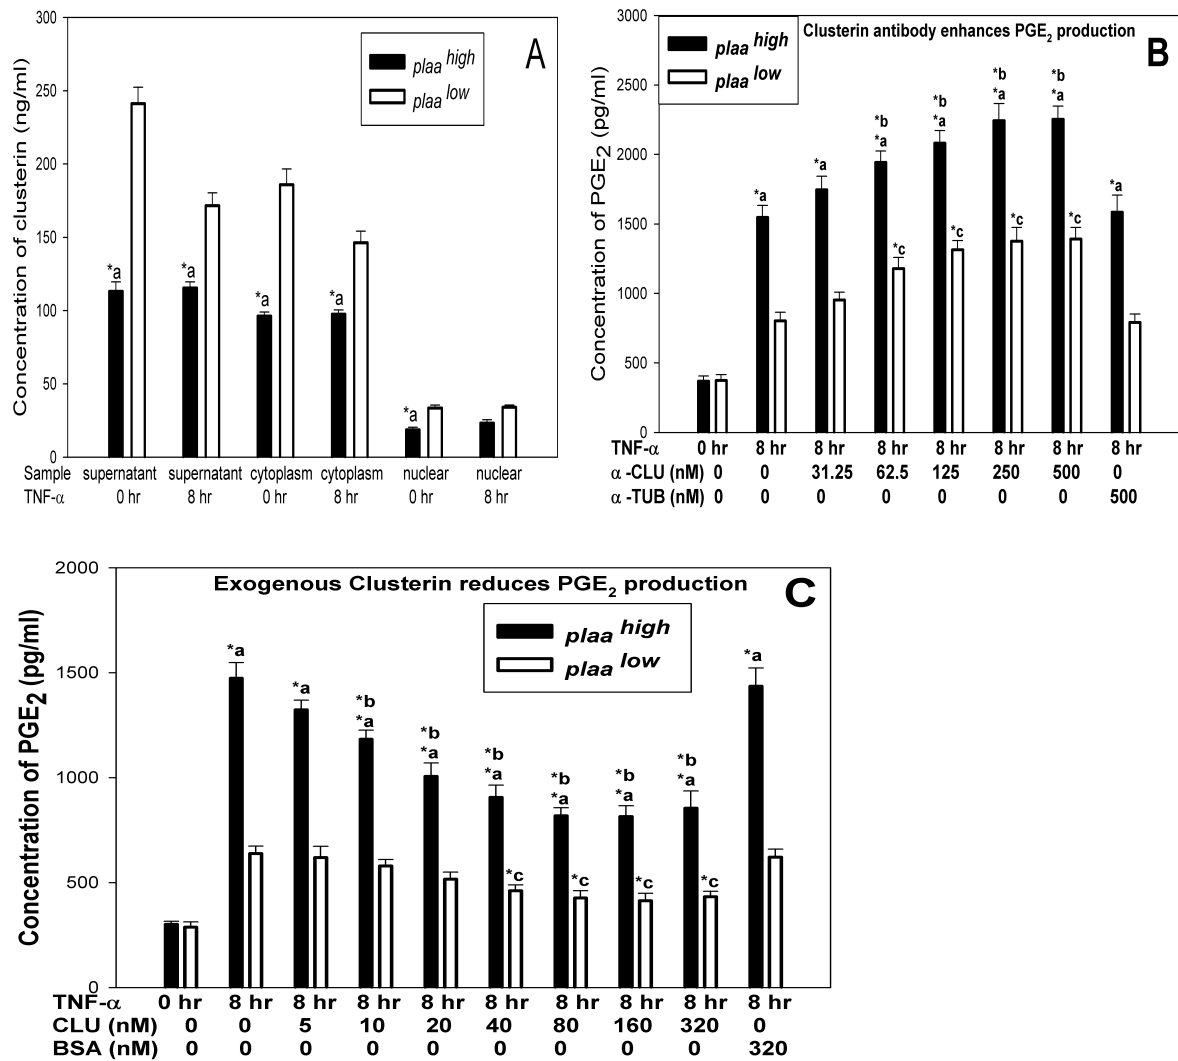 A
plaa high
plaa low
Concentration of clusterin (ng/ml)
300
250
200
150
100
50
0
*a *a *a *a *a
Sample supernatant supernatant cytoplasm cytoplasm nuclear nuclear
TNF-α 0 hr 8 hr 0 hr 8 hr 0 hr 8 hr
Clusterin antibody enhances PGE2 production
B
plaa high
plaa low
Concentration of PGE2 (pg/ml)
3000
2500
2000
1500
1000
500
0
*b *b *b *b
*a *a *a *a *a *a *a
*c *c *c *c
TNF-α 0 hr 8 hr 8 hr 8 hr 8 hr 8 hr 8 hr 8 hr
α -CLU (nM) 0 0 31.25 62.5 125 250 500 0
α -TUB (nM) 0 0 0 0 0 0 0 500
Exogenous Clusterin reduces PGE2 production
C
plaa high
plaa low
Concentration of PGE2 (pg/ml)
2000
1500
1000
500
0
*b *b *b *b *b *b
*a *a *a *a *a *a *a *a *a
*c *c *c *c
TNF-α 0 hr 8 hr 8 hr 8 hr 8 hr 8 hr 8 hr 8 hr 8 hr 8 hr
CLU (nM) 0 0 5 10 20 40 80 160 320 0
BSA (nM) 0 0 0 0 0 0 0 0 0 320